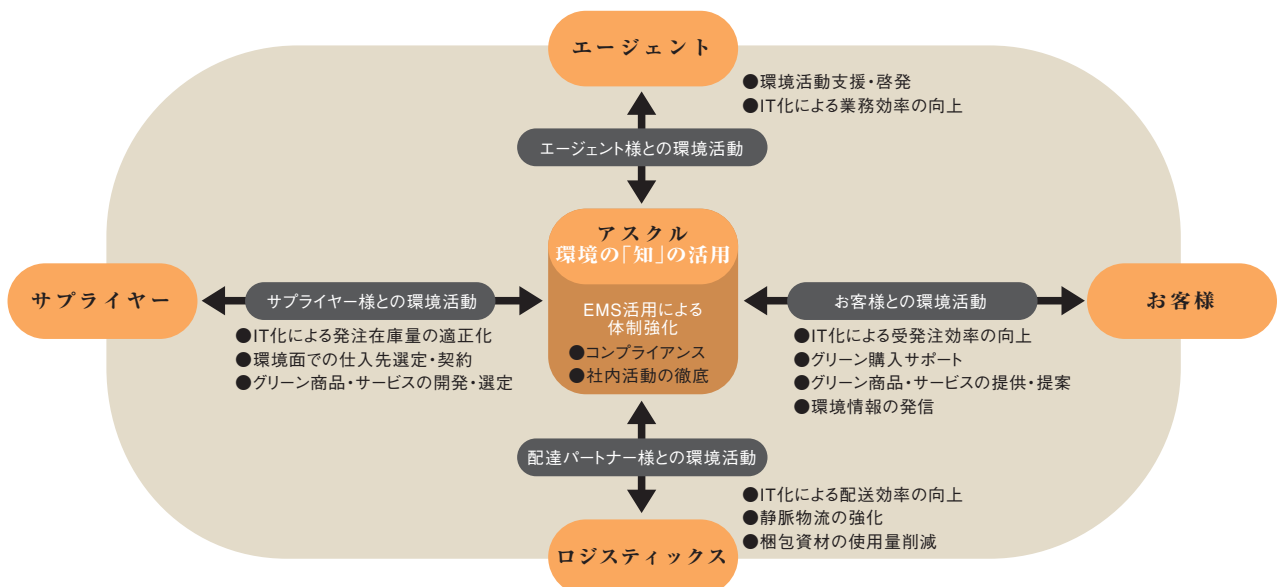 エージェント
●環境活動支援・啓発
●IT化による業務効率の向上
エージェント様との環境活動
アスクル
環境の「知」の活用
EMS活用による
体制強化
●コンプライアンス
●社内活動の徹底
サプライヤー
サプライヤー様との環境活動
●IT化による発注在庫量の適正化
●環境面での仕入先選定・契約
●グリーン商品・サービスの開発・選定
お客様との環境活動
お客様
●IT化による受発注効率の向上
●グリーン購入サポート
●グリーン商品・サービスの提供・提案
●環境情報の発信
配達パートナー様との環境活動
●IT化による配送効率の向上
●静脈物流の強化
●梱包資材の使用量削減
ロジスティックス